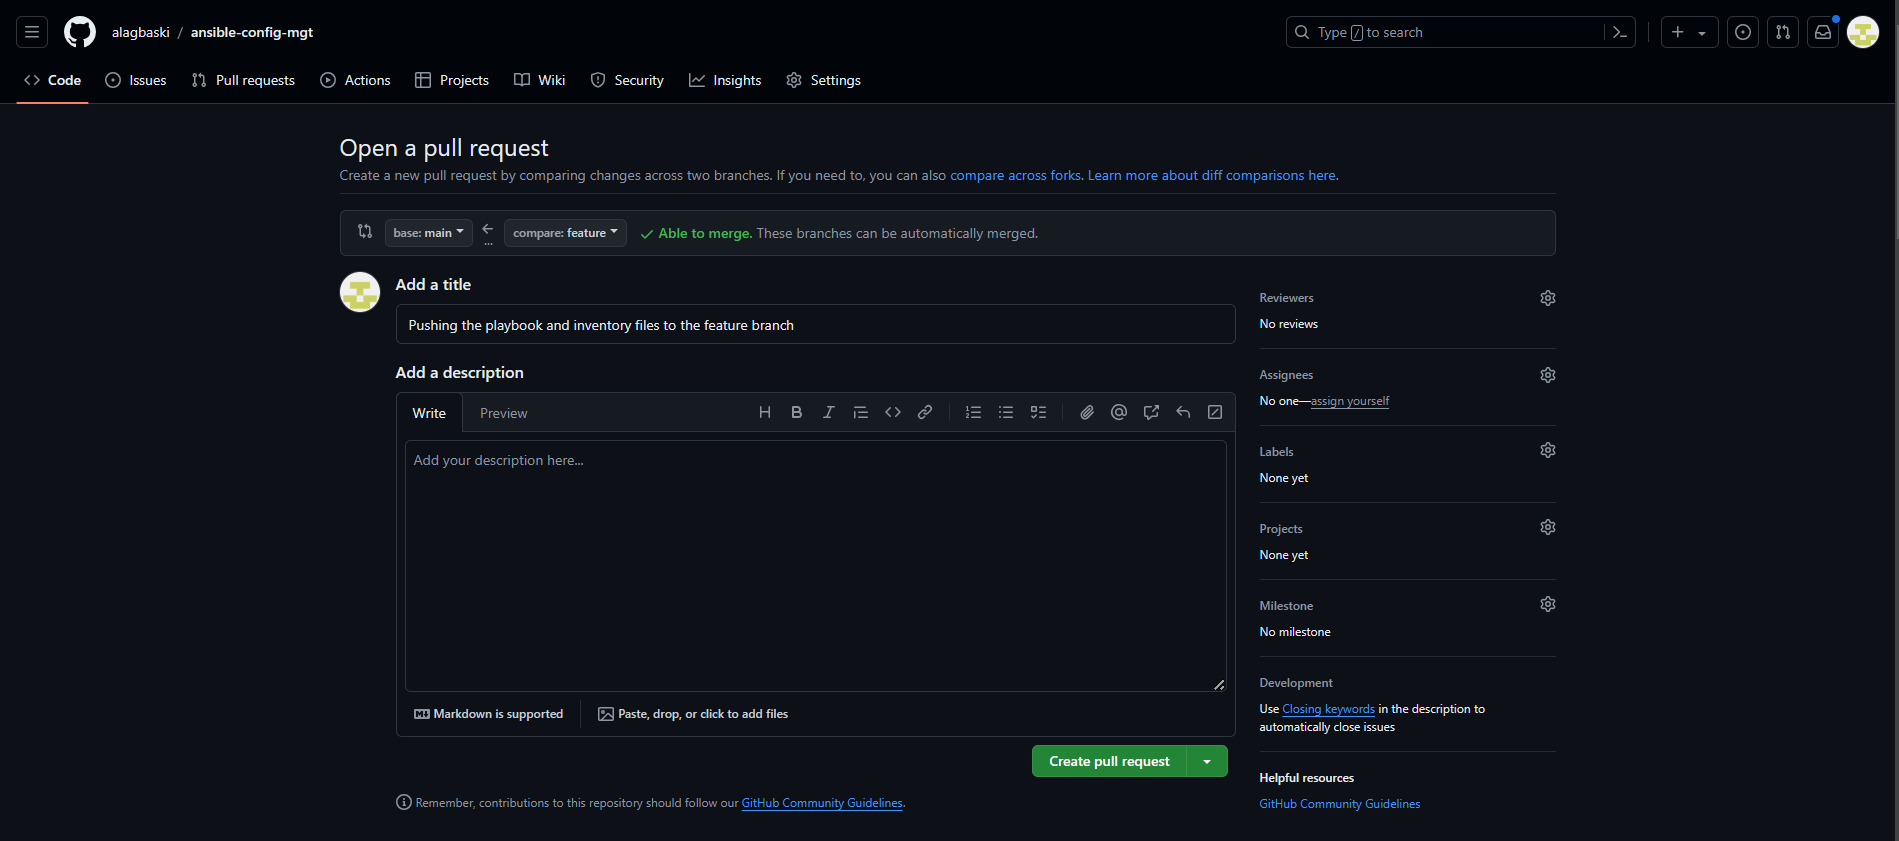 alagbaski / ansible-config-mgt
Type / to search
Code Issues Pull requests Actions Projects Wiki Security Insights Settings
Open a pull request
Create a new pull request by comparing changes across two branches. If you need to, you can also compare across forks. Learn more about diff comparisons here.
base: main ← ... compare: feature ✓ Able to merge. These branches can be automatically merged.
Add a title
Pushing the playbook and inventory files to the feature branch
Add a description
Write Preview
Add your description here...
Markdown is supported Paste, drop, or click to add files
Create pull request
Remember, contributions to this repository should follow our GitHub Community Guidelines.
Reviewers
No reviews
Assignees
No one—assign yourself
Labels
None yet
Projects
None yet
Milestone
No milestone
Development
Use Closing keywords in the description to
automatically close issues
Helpful resources
GitHub Community Guidelines